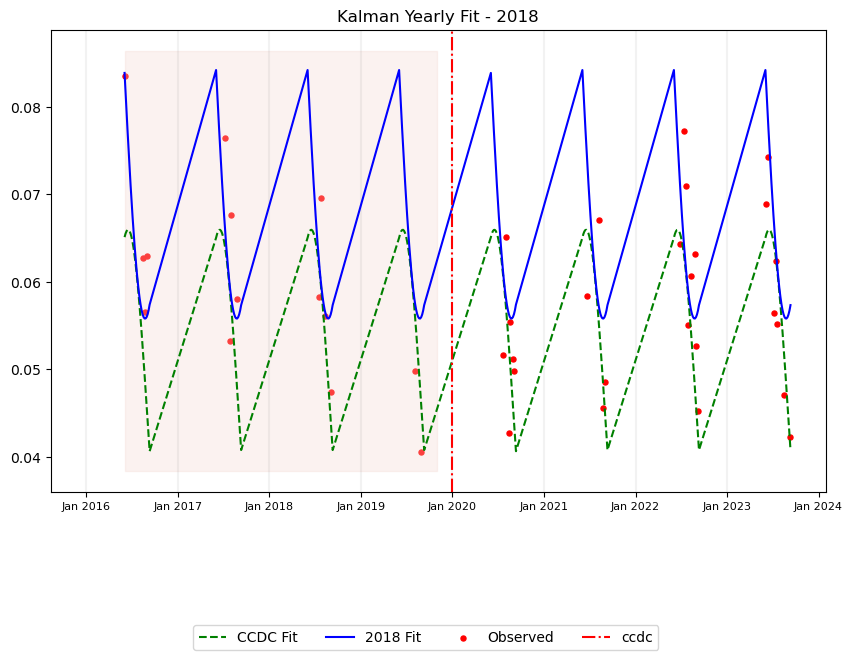 Kalman Yearly Fit - 2018
0.08
0.07
0.06
0.05
0.04
Jan 2016 Jan 2017 Jan 2018 Jan 2019 Jan 2020 Jan 2021 Jan 2022 Jan 2023 Jan 2024
CCDC Fit 2018 Fit Observed ccdc